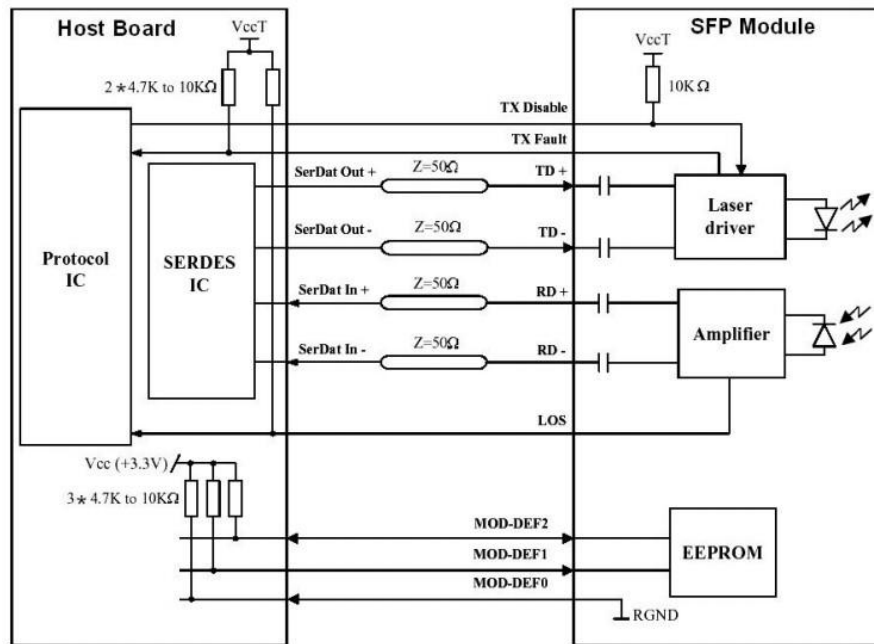 Host Board
SFP Module
VccT
VccT
2*4.7K to 10KΩ
10KΩ
TX Disable
TX Fault
SerDat Out +
Z=50Ω
TD +
SerDat Out -
Z=50Ω
TD -
Laser
driver
Protocol
IC
SERDES
IC
SerDat In +
Z=50Ω
RD +
SerDat In -
Z=50Ω
RD -
Amplifier
LOS
Vcc (+3.3V)
3*4.7K to 10KΩ
MOD-DEF2
MOD-DEF1
MOD-DEF0
EEPROM
RGND